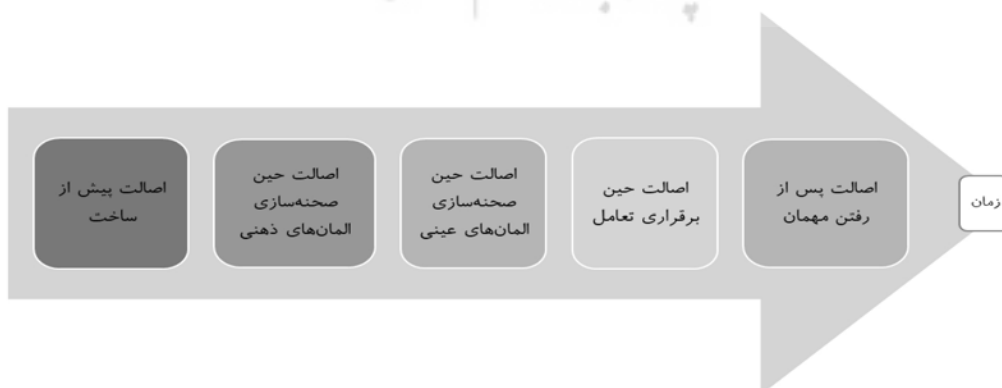 اصالت پیش از
ساخت
اصالت حین
صحنه‌سازی
المان‌های ذهنی
اصالت حین
صحنه‌سازی
المان‌های عینی
اصالت حین
برقراری تعامل
اصالت پس از
رفتن مهمان
زمان